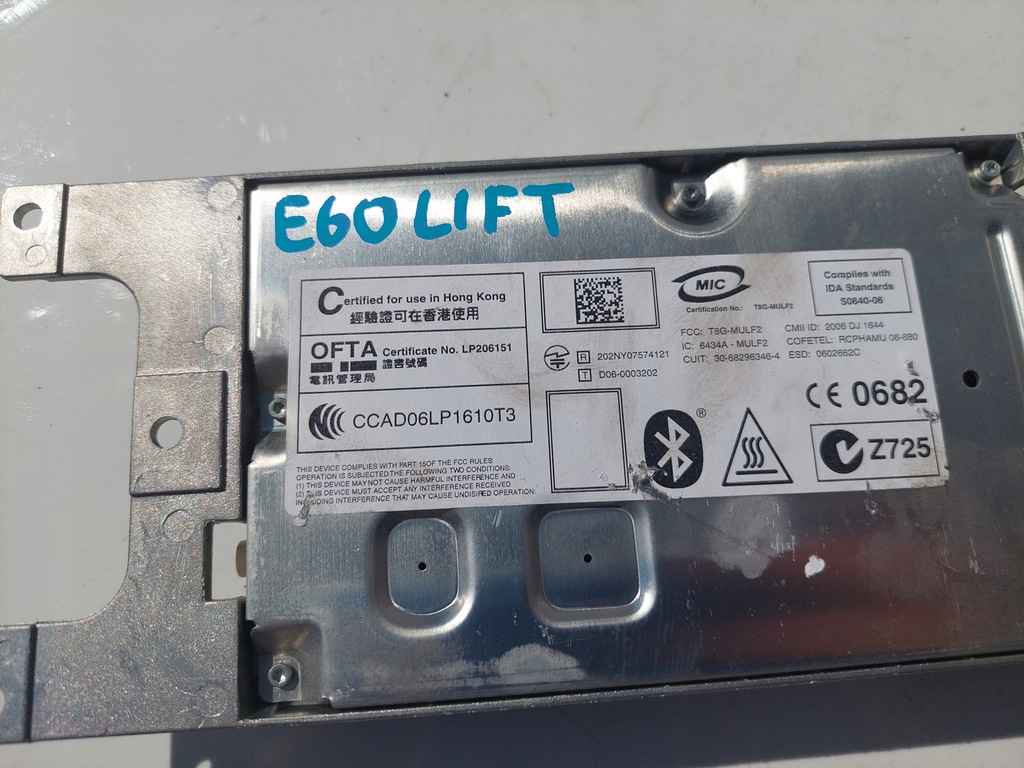 E60 LIFT
Certified for use in Hong Kong
經驗證可在香港使用
OFTA Certificate No. LP206151
證書號碼
電訊管理局
CCAD06LP1610T3
THIS DEVICE COMPLIES WITH PART 15OF THE FCC RULES:
OPERATION IS SUBJECTED THE FOLLOWING TWO CONDITIONS:
(1) THIS DEVICE MAY NOT CAUSE HARMFUL INTERFERENCE AND
(2) THIS DEVICE MUST ACCEPT ANY INTERFERENCE RECEIVED
INCLUDING INTERFERENCE THAT MAY CAUSE UNDISIRED OPERATION:
R 202NY07574121
T D06-0003202
MIC
Certification No.: T8G-MULF2
FCC: T8G-MULF2
IC: 6434A - MULF2
CUIT: 30-68296346-4
Complies with
IDA Standards
S0640-06
CMII ID: 2006 DJ 1644
COFETEL: RCPHAMU 06-880
ESD: 0602662C
CE 0682
®
Z725